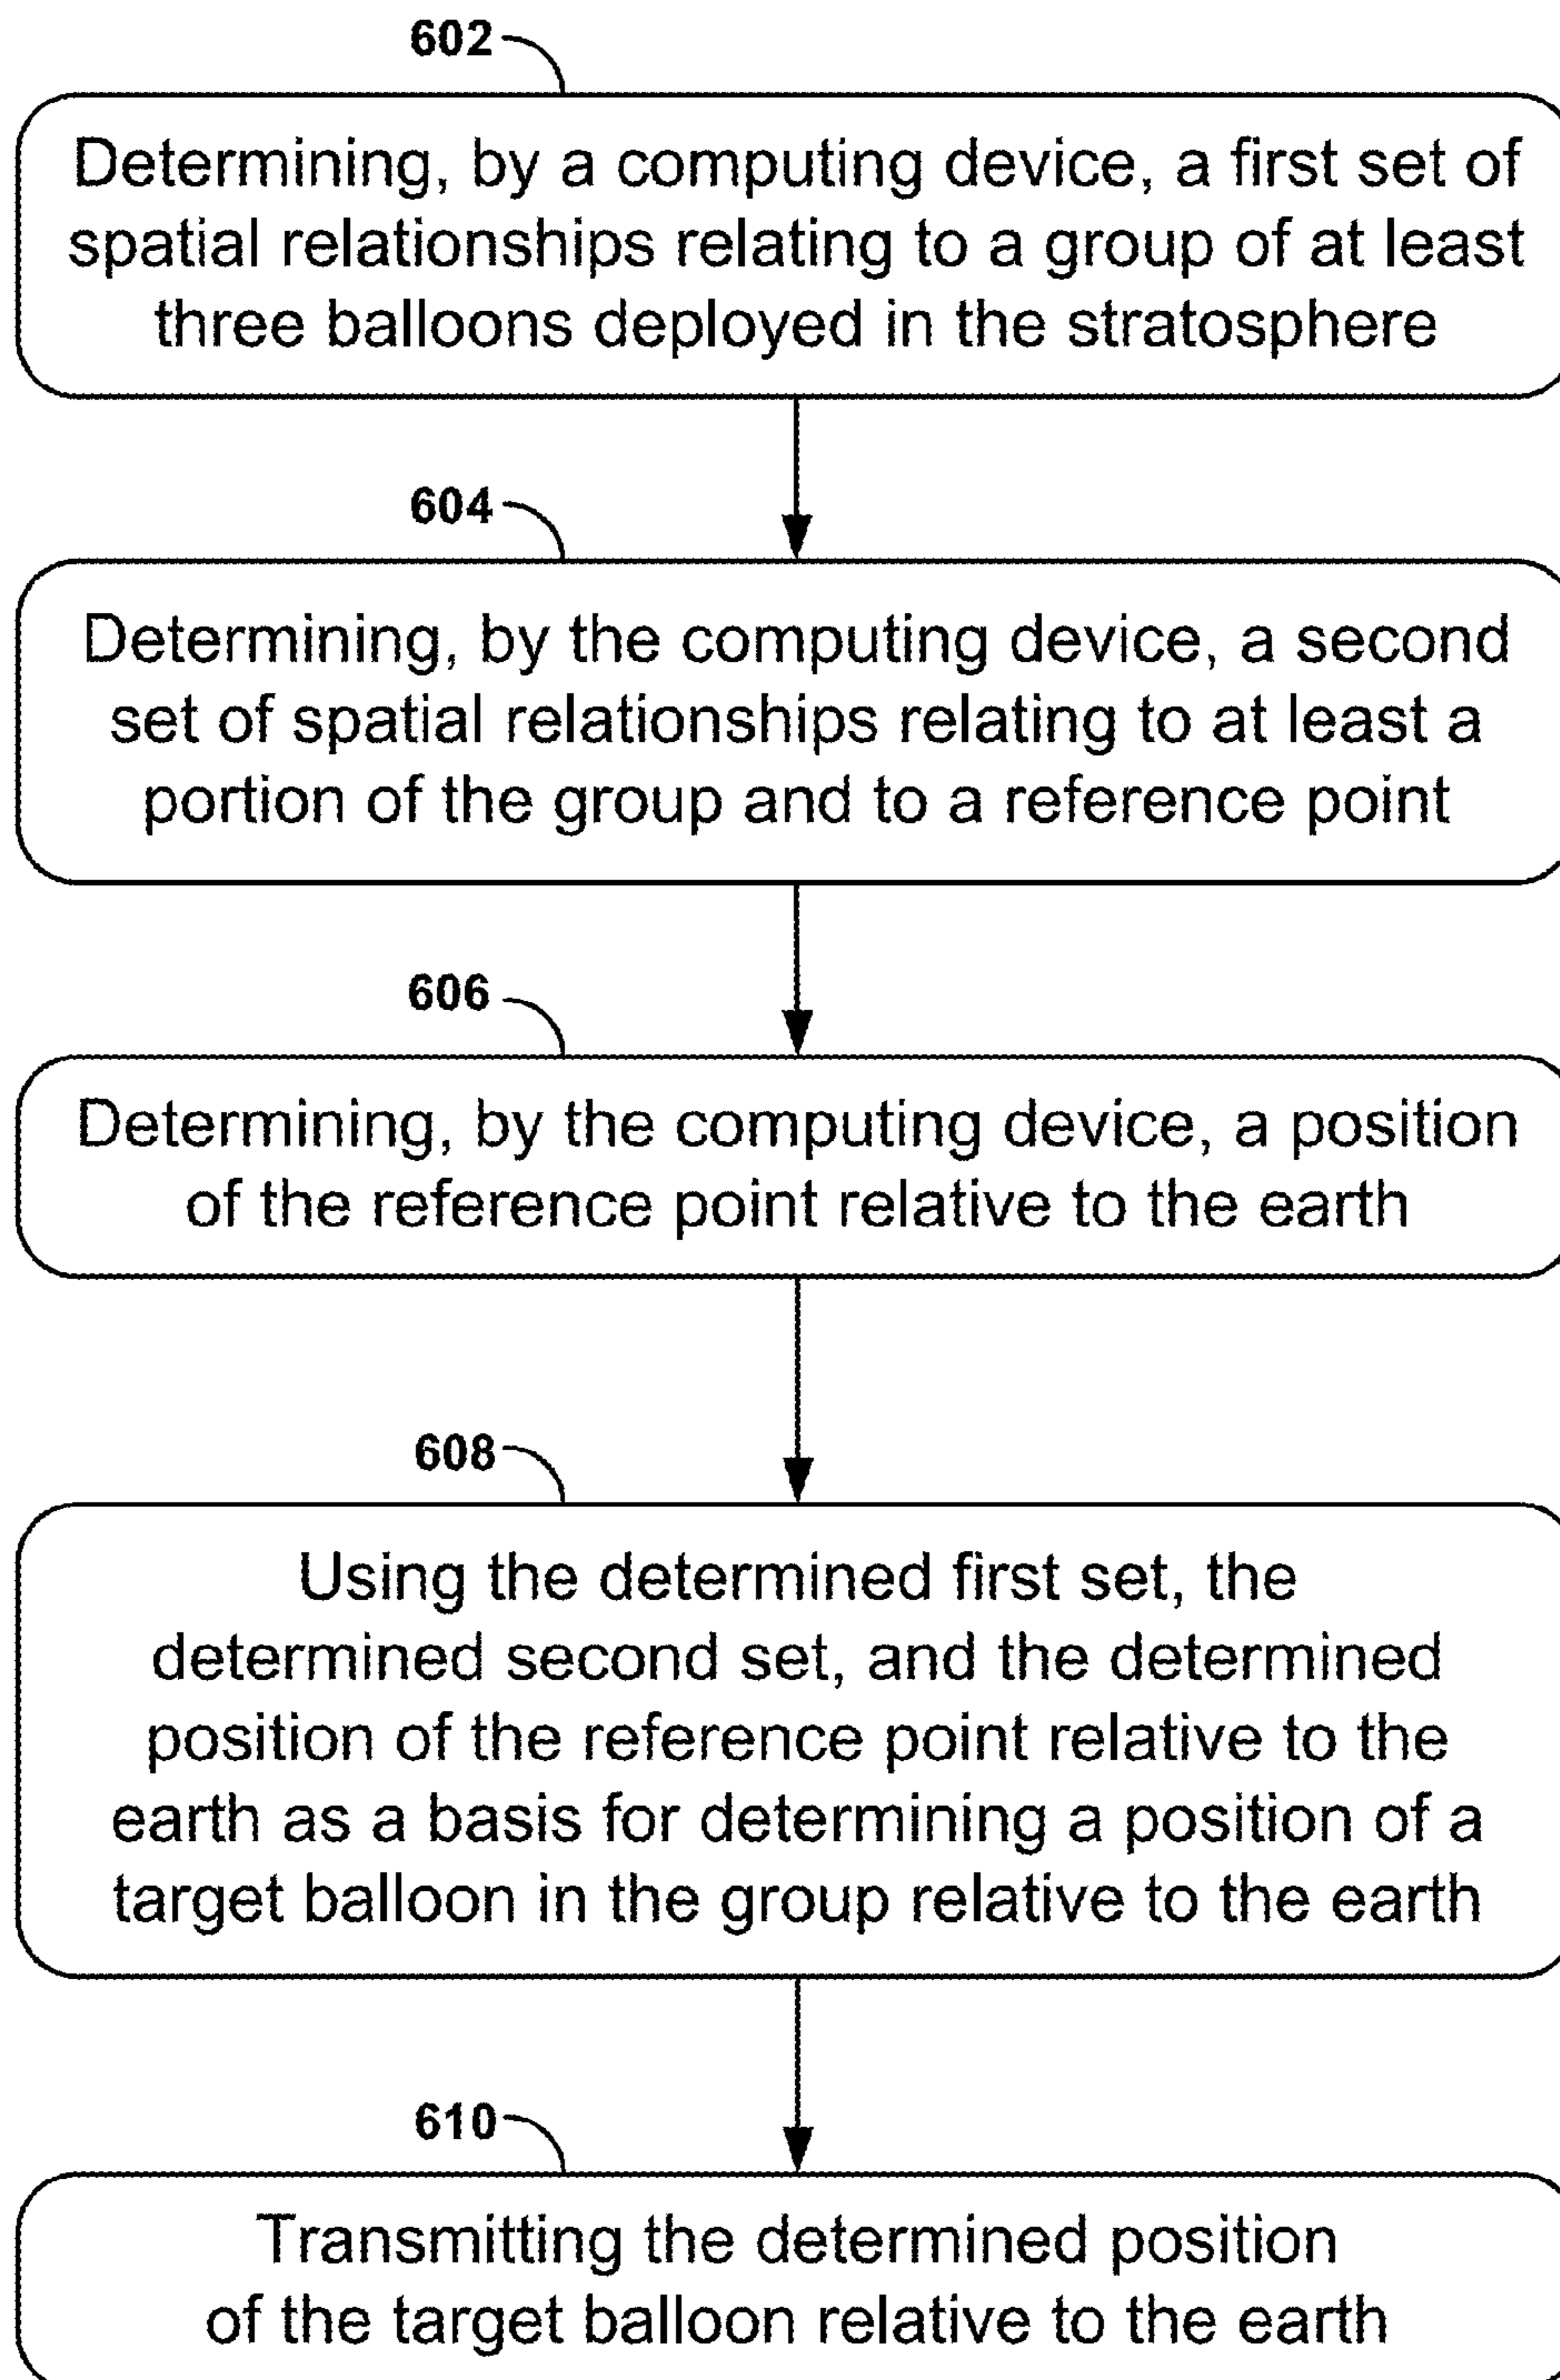 602
Determining, by a computing device, a first set of
spatial relationships relating to a group of at least
three balloons deployed in the stratosphere
604
Determining, by the computing device, a second
set of spatial relationships relating to at least a
portion of the group and to a reference point
606
Determining, by the computing device, a position
of the reference point relative to the earth
608
Using the determined first set, the
determined second set, and the determined
position of the reference point relative to the
earth as a basis for determining a position of a
target balloon in the group relative to the earth
610
Transmitting the determined position
of the target balloon relative to the earth